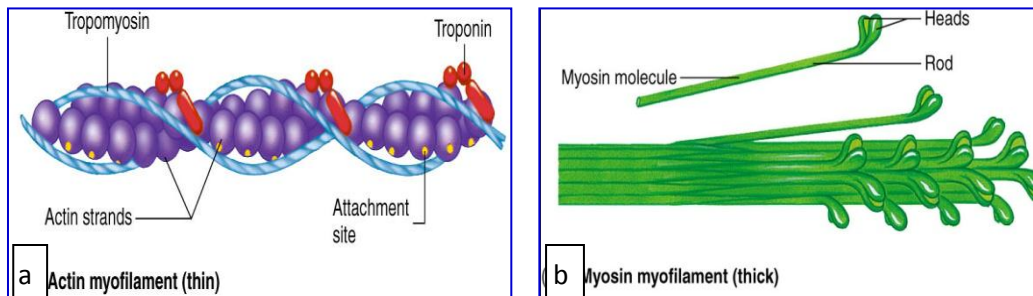 Tropomyosin
Troponin
Actin strands
Attachment
site
a Actin myofilament (thin)
Heads
Rod
Myosin molecule
b Myosin myofilament (thick)